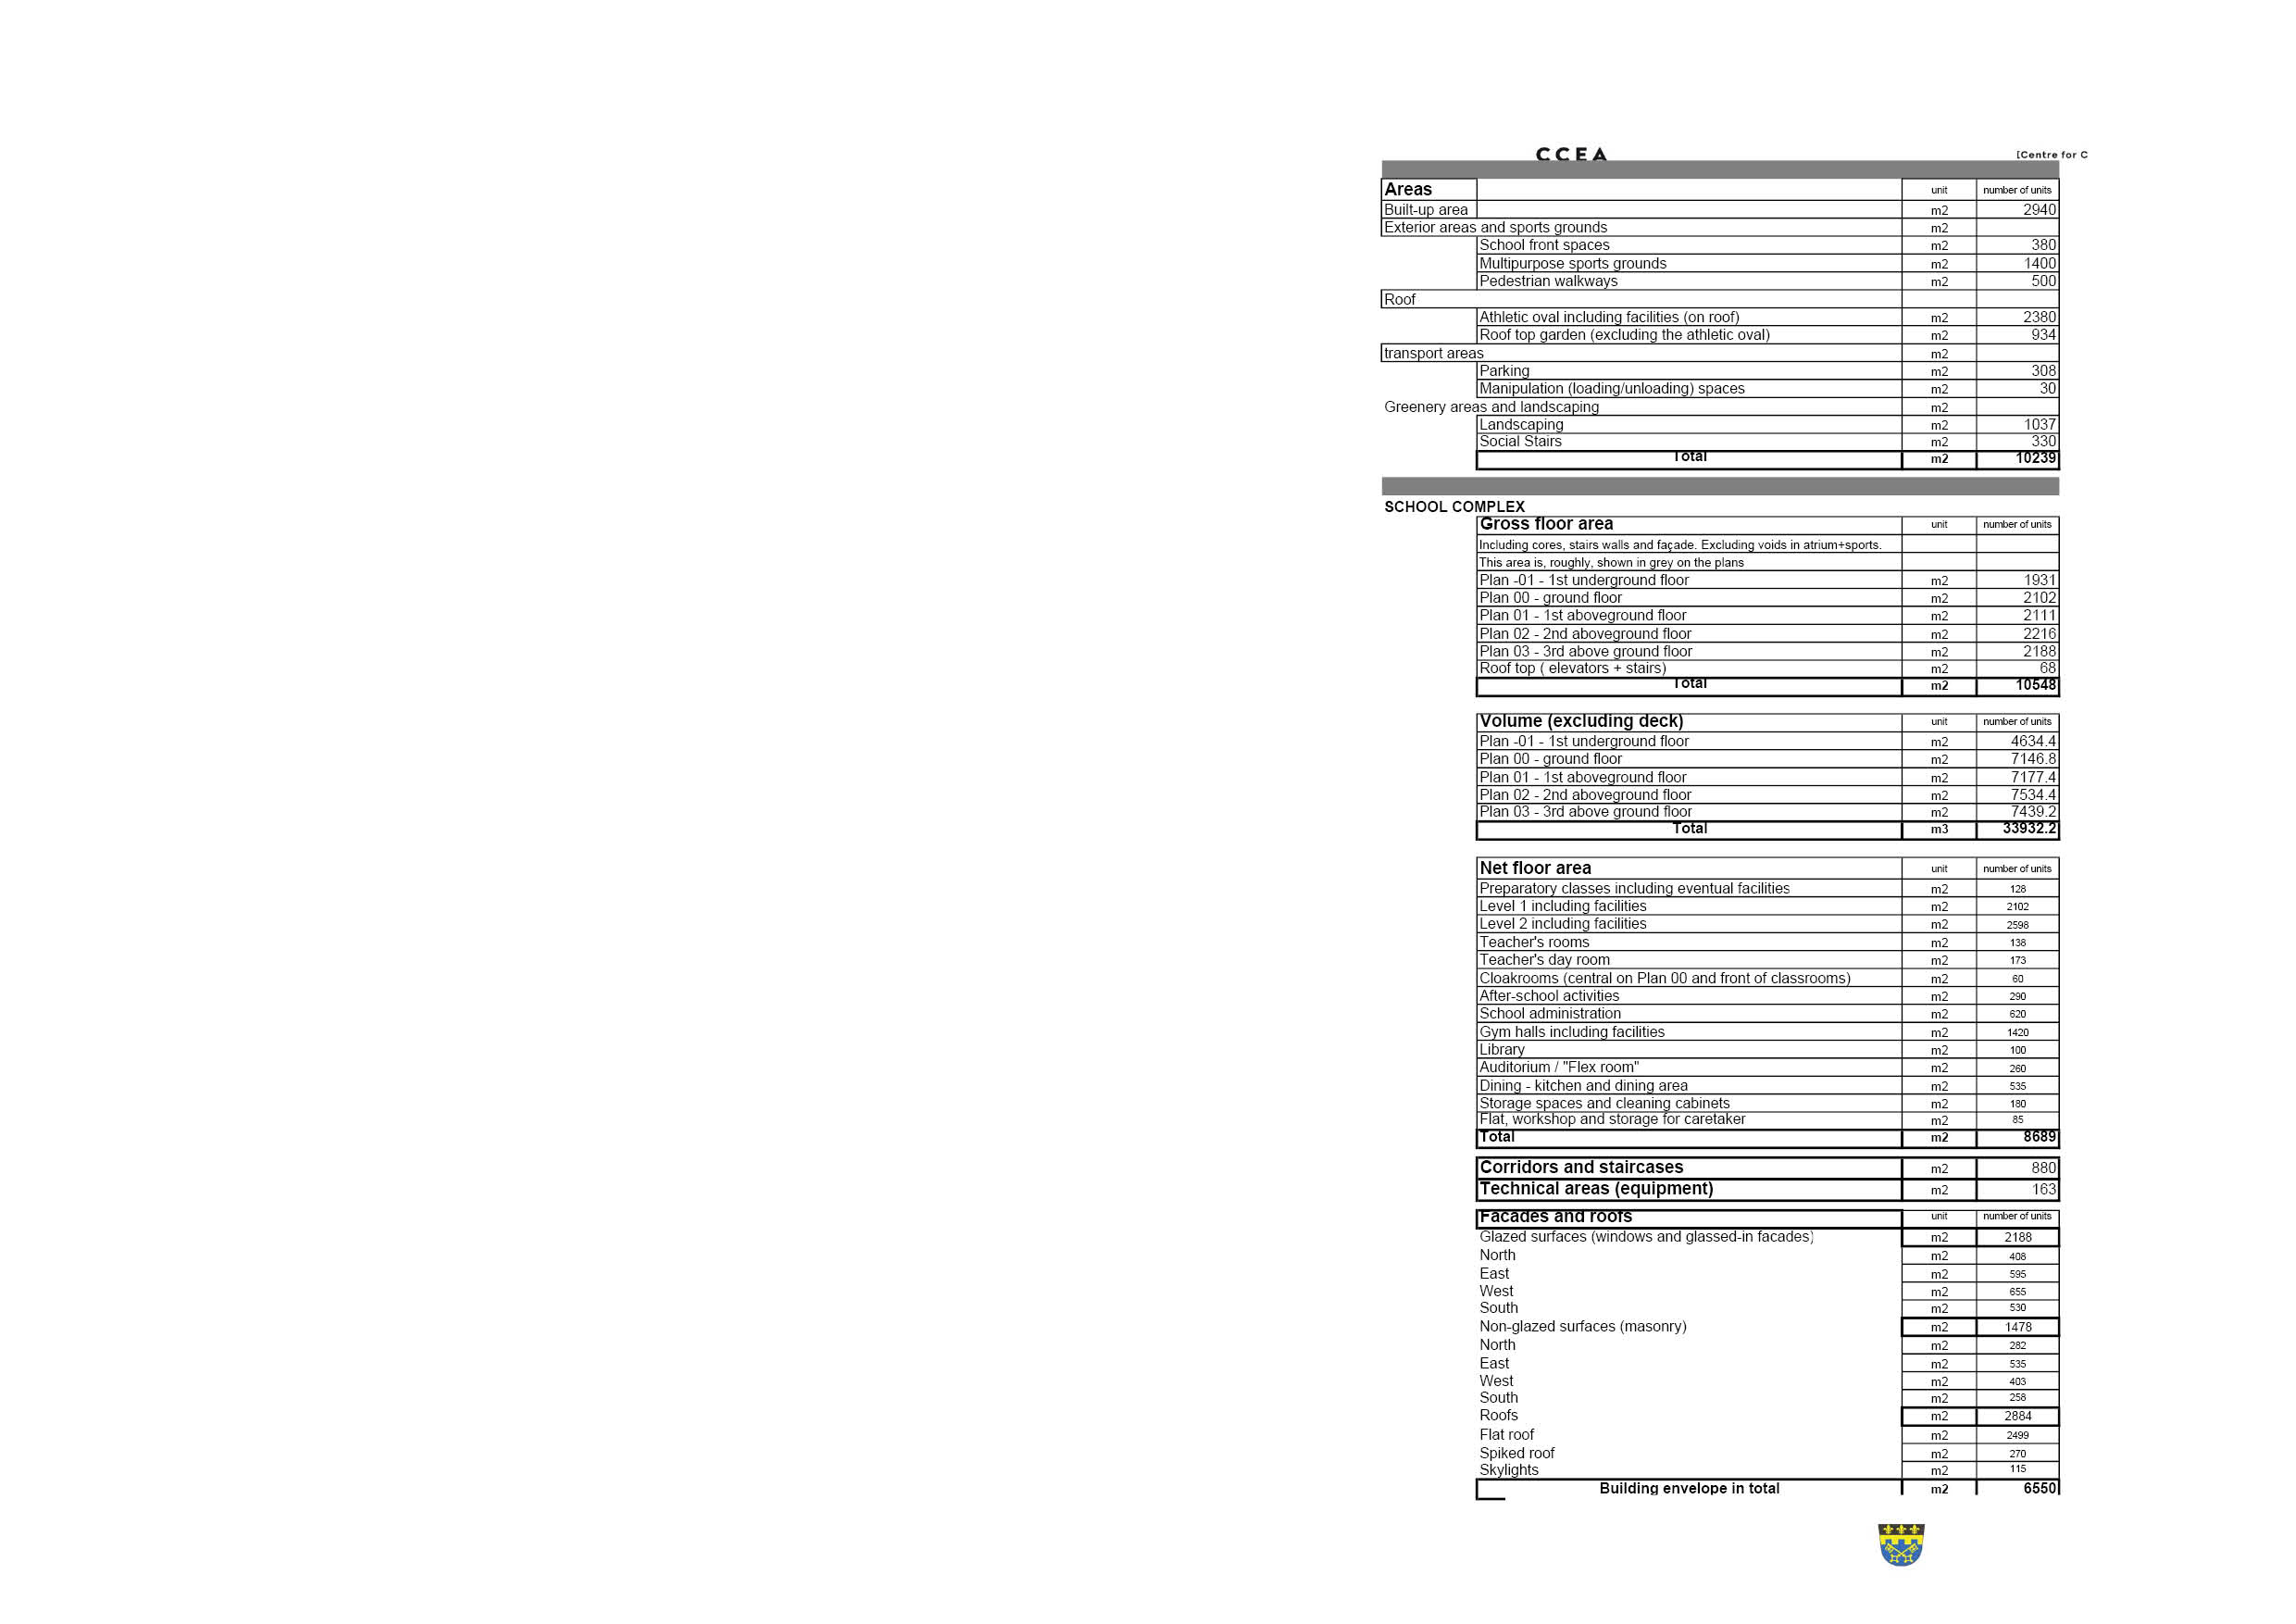 CCEA
[Centre for C
Areas unit number of units
Built-up area m2 2940
Exterior areas and sports grounds m2
School front spaces m2 380
Multipurpose sports grounds m2 1400
Pedestrian walkways m2 500
Roof
Athletic oval including facilities (on roof) m2 2380
Roof top garden (excluding the athletic oval) m2 934
transport areas m2
Parking m2 308
Manipulation (loading/unloading) spaces m2 30
Greenery areas and landscaping m2
Landscaping m2 1037
Social Stairs m2 330
Total m2 10239
SCHOOL COMPLEX
Gross floor area unit number of units
Including cores, stairs walls and façade. Excluding voids in atrium+sports.
This area is, roughly, shown in grey on the plans
Plan -01 - 1st underground floor m2 1931
Plan 00 - ground floor m2 2102
Plan 01 - 1st aboveground floor m2 2111
Plan 02 - 2nd aboveground floor m2 2216
Plan 03 - 3rd above ground floor m2 2188
Roof top ( elevators + stairs) m2 68
Total m2 10548
Volume (excluding deck) unit number of units
Plan -01 - 1st underground floor m2 4634.4
Plan 00 - ground floor m2 7146.8
Plan 01 - 1st aboveground floor m2 7177.4
Plan 02 - 2nd aboveground floor m2 7534.4
Plan 03 - 3rd above ground floor m2 7439.2
Total m3 33932.2
Net floor area unit number of units
Preparatory classes including eventual facilities m2 128
Level 1 including facilities m2 2102
Level 2 including facilities m2 2598
Teacher's rooms m2 138
Teacher's day room m2 173
Cloakrooms (central on Plan 00 and front of classrooms) m2 60
After-school activities m2 290
School administration m2 620
Gym halls including facilities m2 1420
Library m2 100
Auditorium / "Flex room" m2 260
Dining - kitchen and dining area m2 535
Storage spaces and cleaning cabinets m2 180
Flat, workshop and storage for caretaker m2 85
Total m2 8689
Corridors and staircases m2 880
Technical areas (equipment) m2 163
Facades and roofs unit number of units
Glazed surfaces (windows and glassed-in facades) m2 2188
North m2 408
East m2 595
West m2 655
South m2 530
Non-glazed surfaces (masonry) m2 1478
North m2 282
East m2 535
West m2 403
South m2 258
Roofs m2 2884
Flat roof m2 2499
Spiked roof m2 270
Skylights m2 115
Building envelope in total m2 6550